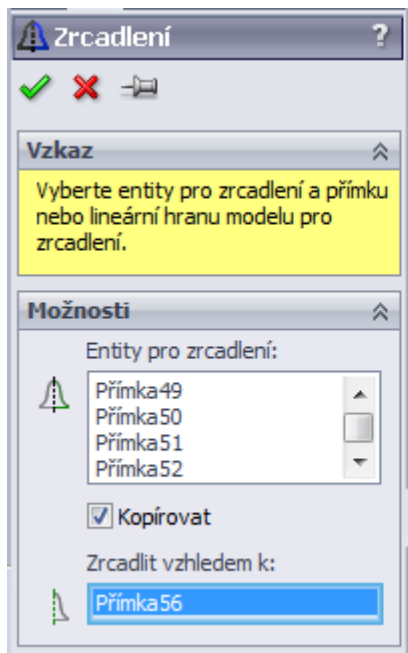 Zrcadlení ?
Vzkaz
Vyberte entity pro zrcadlení a přímku
nebo lineární hranu modelu pro
zrcadlení.
Možnosti
Entity pro zrcadlení:
Přímka49
Přímka50
Přímka51
Přímka52
Kopírovat
Zrcadlit vzhledem k:
Přímka56